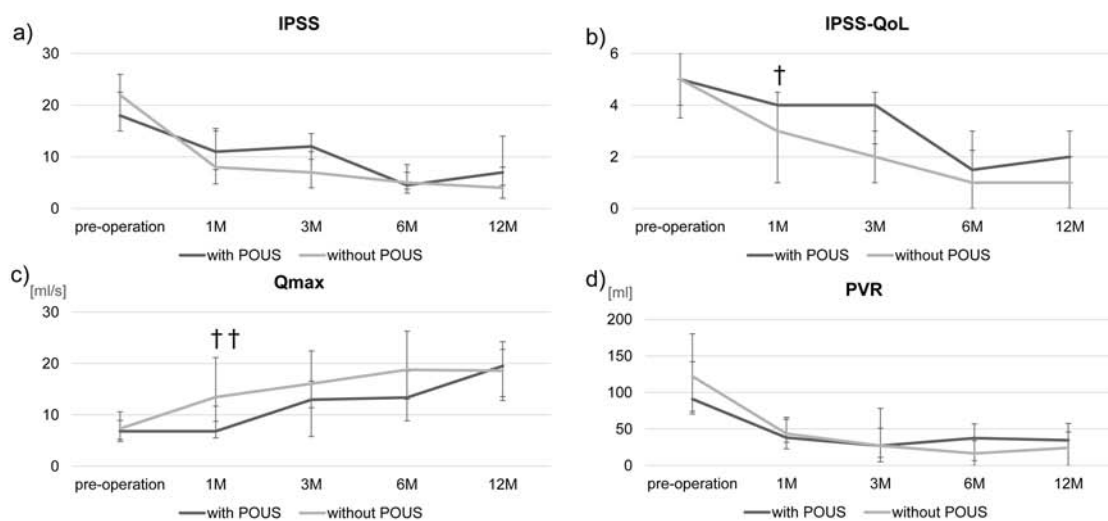 a)
IPSS
30
20
10
0
pre-operation 1M 3M 6M 12M
with POUS without POUS
b)
IPSS-QoL
6
4
2
0
†
pre-operation 1M 3M 6M 12M
with POUS without POUS
c)
Qmax
[ml/s]
30
20
10
0
††
pre-operation 1M 3M 6M 12M
with POUS without POUS
d)
PVR
[ml]
200
150
100
50
0
pre-operation 1M 3M 6M 12M
with POUS without POUS